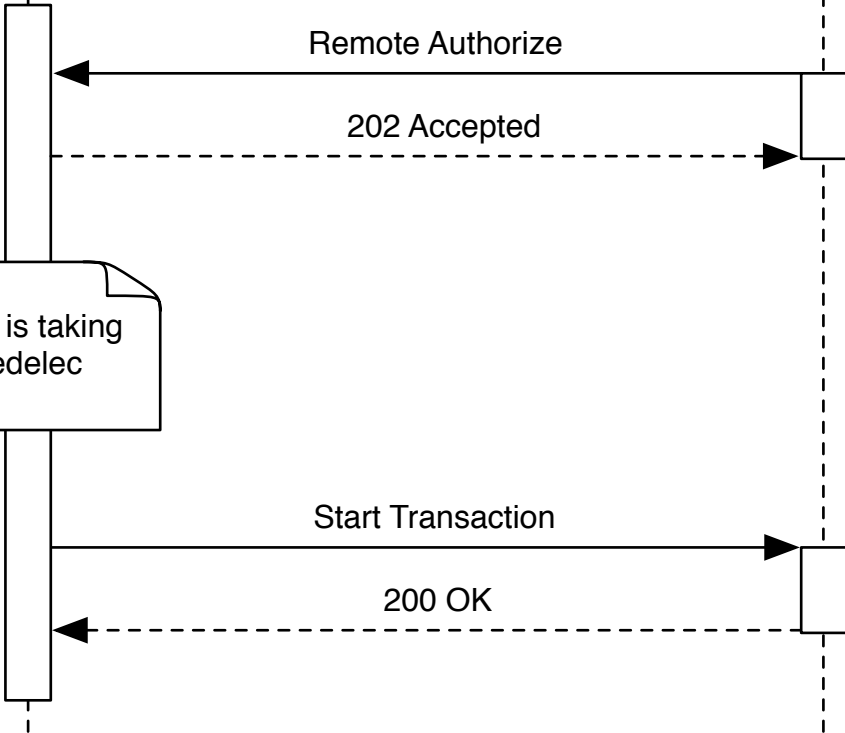 Remote Authorize
202 Accepted
is taking
edelec
Start Transaction
200 OK